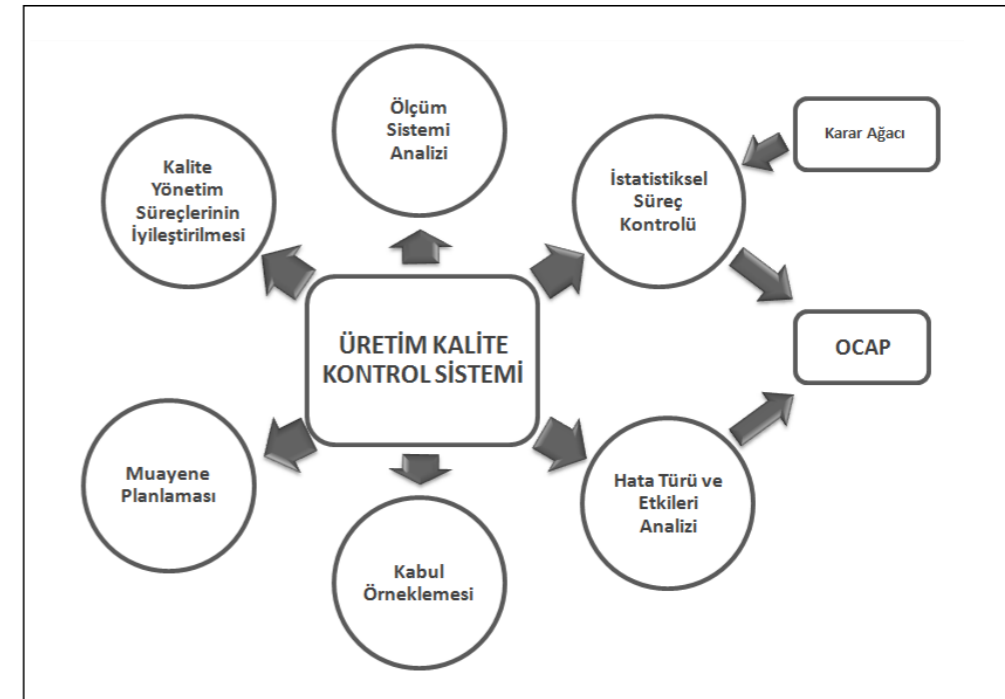 Ölçüm
Sistemi
Analizi
Karar Ağacı
Kalite
Yönetim
Süreçlerinin
İyileştirilmesi
İstatistiksel
Süreç
Kontrolü
ÜRETİM KALİTE
KONTROL SİSTEMİ
OCAP
Muayene
Planlaması
Hata Türü ve
Etkileri
Analizi
Kabul
Örneklemesi